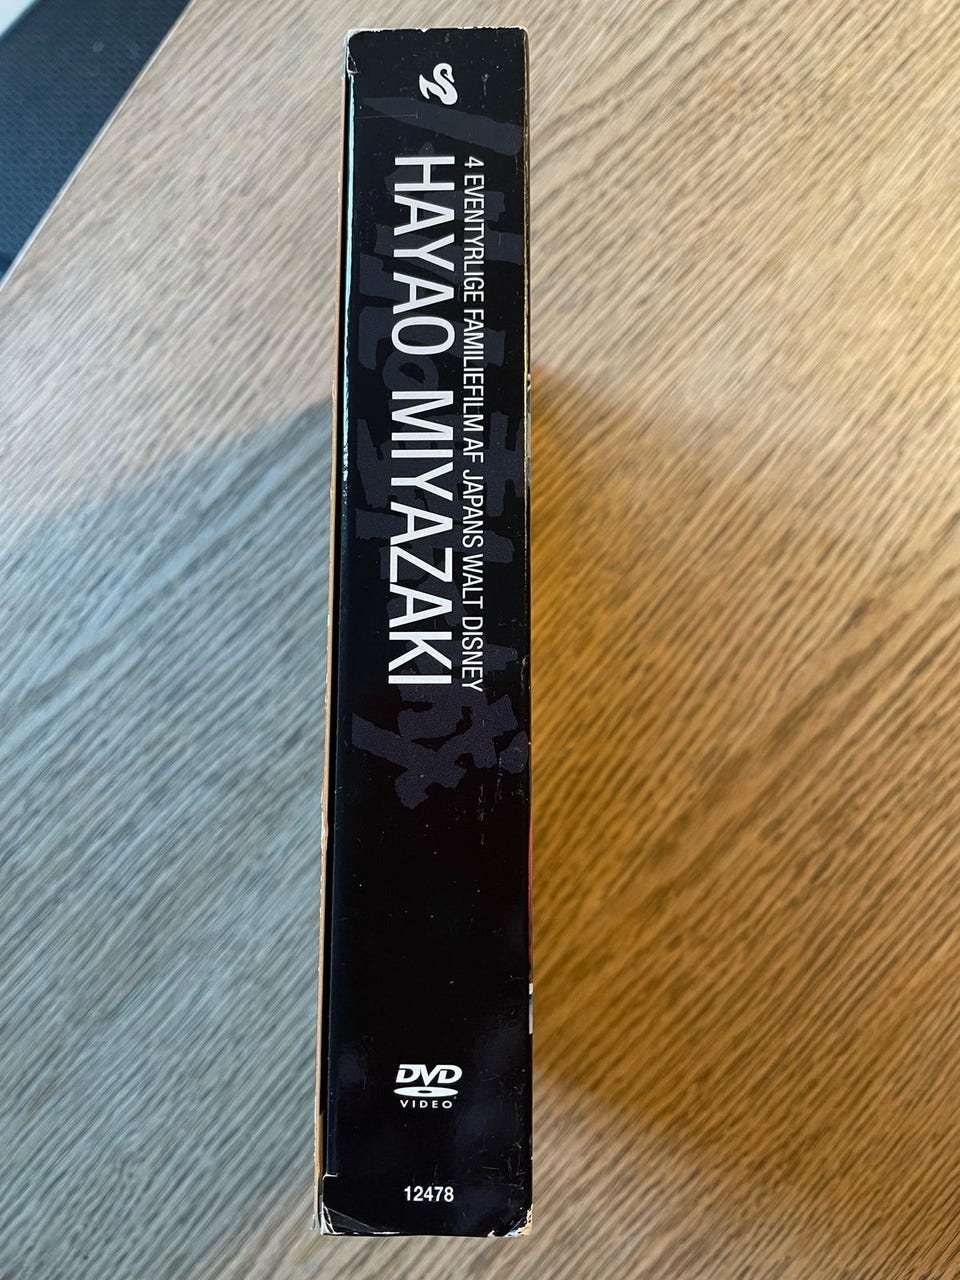 4 EVENTYRLIGE FAMILIEFILM AF JAPANS WALT DISNEY
HAYAO MIYAZAKI
DVD
VIDEO
12478